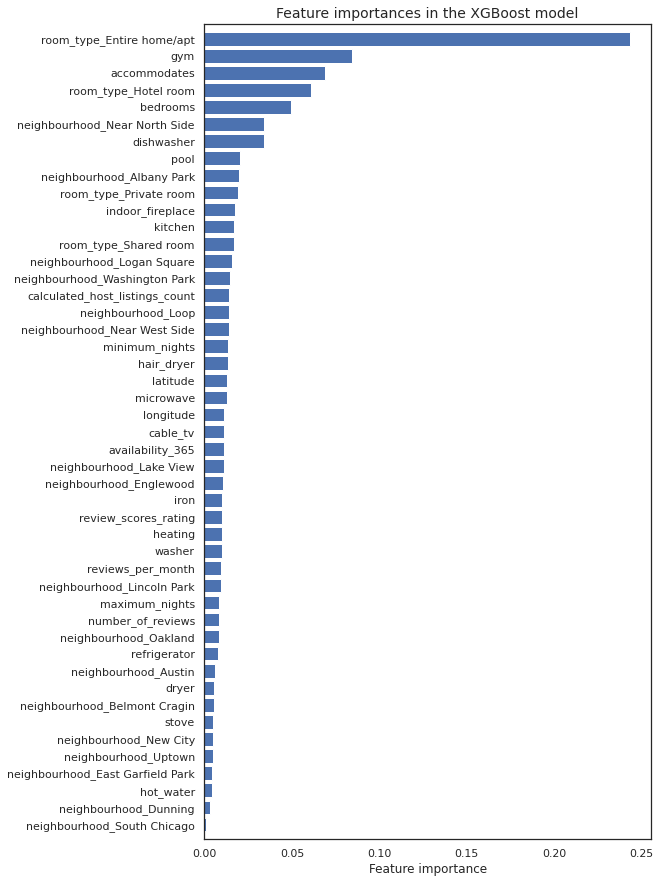 Feature importances in the XGBoost model
room_type_Entire home/apt
gym
accommodates
room_type_Hotel room
bedrooms
neighbourhood_Near North Side
dishwasher
pool
neighbourhood_Albany Park
room_type_Private room
indoor_fireplace
kitchen
room_type_Shared room
neighbourhood_Logan Square
neighbourhood_Washington Park
calculated_host_listings_count
neighbourhood_Loop
neighbourhood_Near West Side
minimum_nights
hair_dryer
latitude
microwave
longitude
cable_tv
availability_365
neighbourhood_Lake View
neighbourhood_Englewood
iron
review_scores_rating
heating
washer
reviews_per_month
neighbourhood_Lincoln Park
maximum_nights
number_of_reviews
neighbourhood_Oakland
refrigerator
neighbourhood_Austin
dryer
neighbourhood_Belmont Cragin
stove
neighbourhood_New City
neighbourhood_Uptown
neighbourhood_East Garfield Park
hot_water
neighbourhood_Dunning
neighbourhood_South Chicago
0.00 0.05 0.10 0.15 0.20 0.25
Feature importance